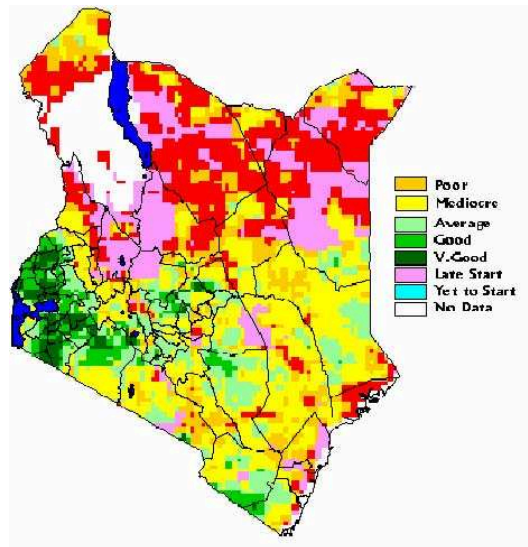 Poor
Mediocre
Average
Good
V.Good
Late Start
Yet to Start
No Data